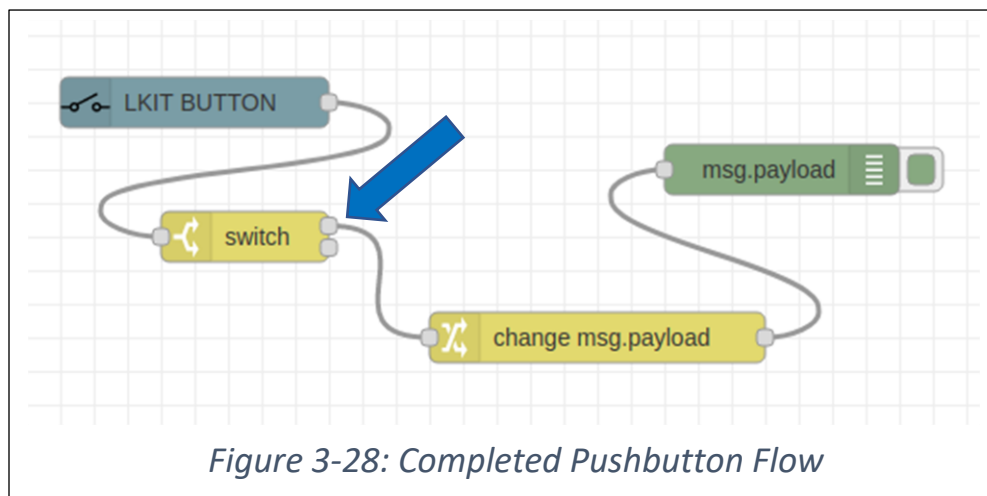 LKIT BUTTON
msg.payload
switch
change msg.payload
Figure 3-28: Completed Pushbutton Flow